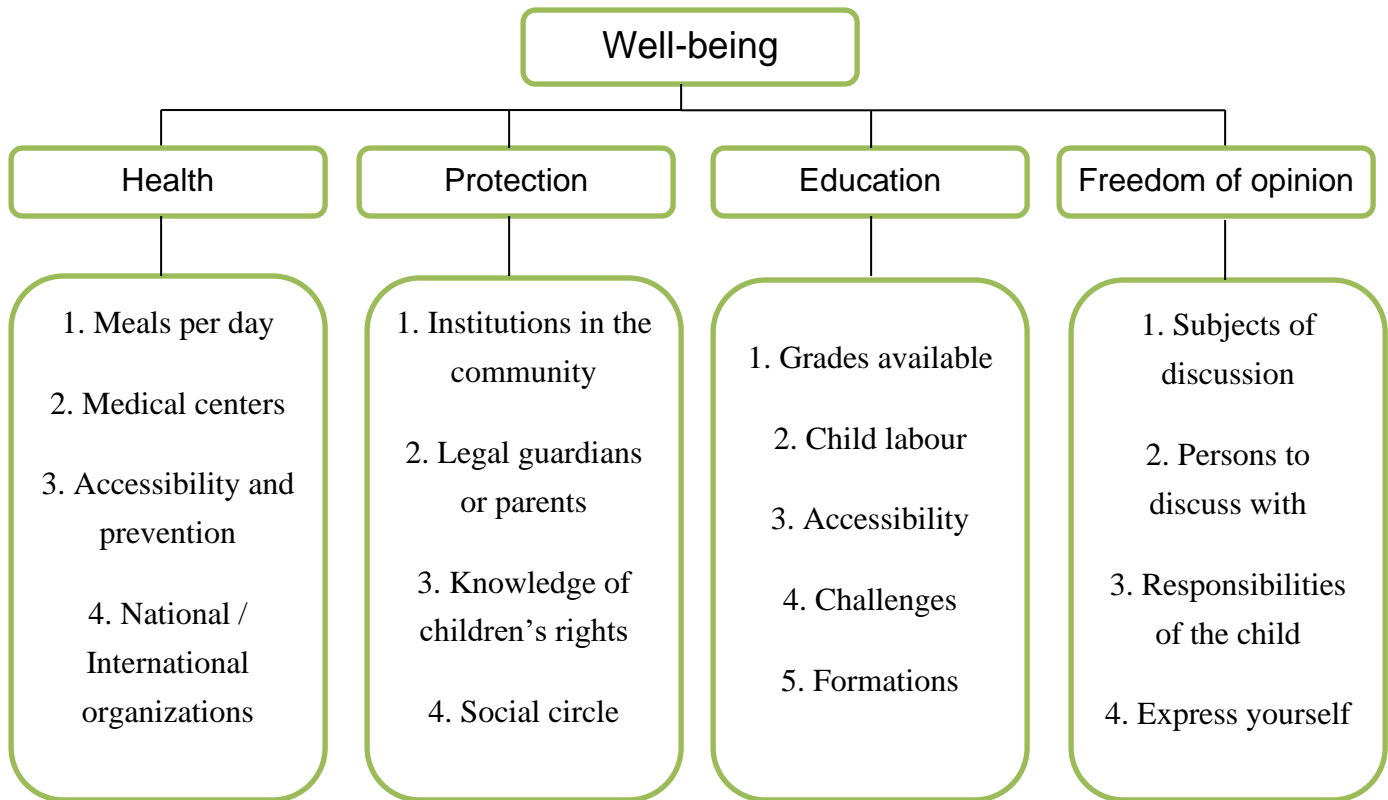 Well-being
Health
Protection
Education
Freedom of opinion
1. Meals per day
2. Medical centers
3. Accessibility and
prevention
4. National /
International
organizations
1. Institutions in the
community
2. Legal guardians
or parents
3. Knowledge of
children’s rights
4. Social circle
1. Grades available
2. Child labour
3. Accessibility
4. Challenges
5. Formations
1. Subjects of
discussion
2. Persons to
discuss with
3. Responsibilities
of the child
4. Express yourself